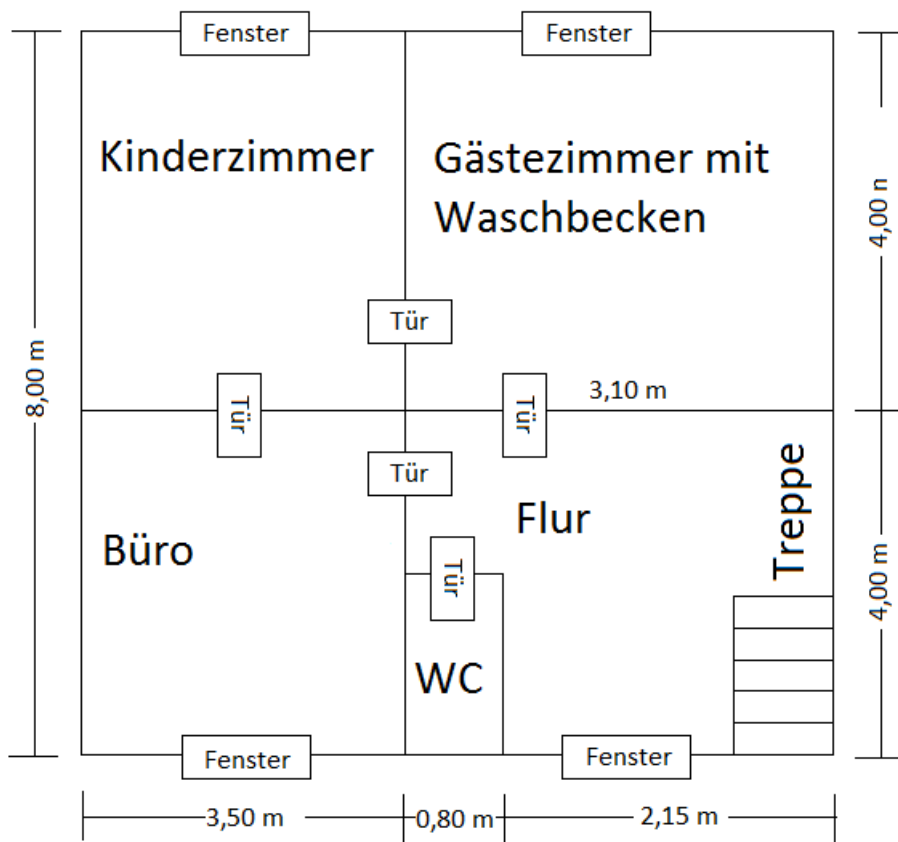 Fenster
Fenster
Kinderzimmer
Gästezimmer mit
Waschbecken
4,00 n
Tür
8,00 m
3,10 m
Tür
Tür
Tür
Treppe
Flur
Büro
Tür
4,00 m
WC
Fenster
Fenster
3,50 m
0,80 m
2,15 m